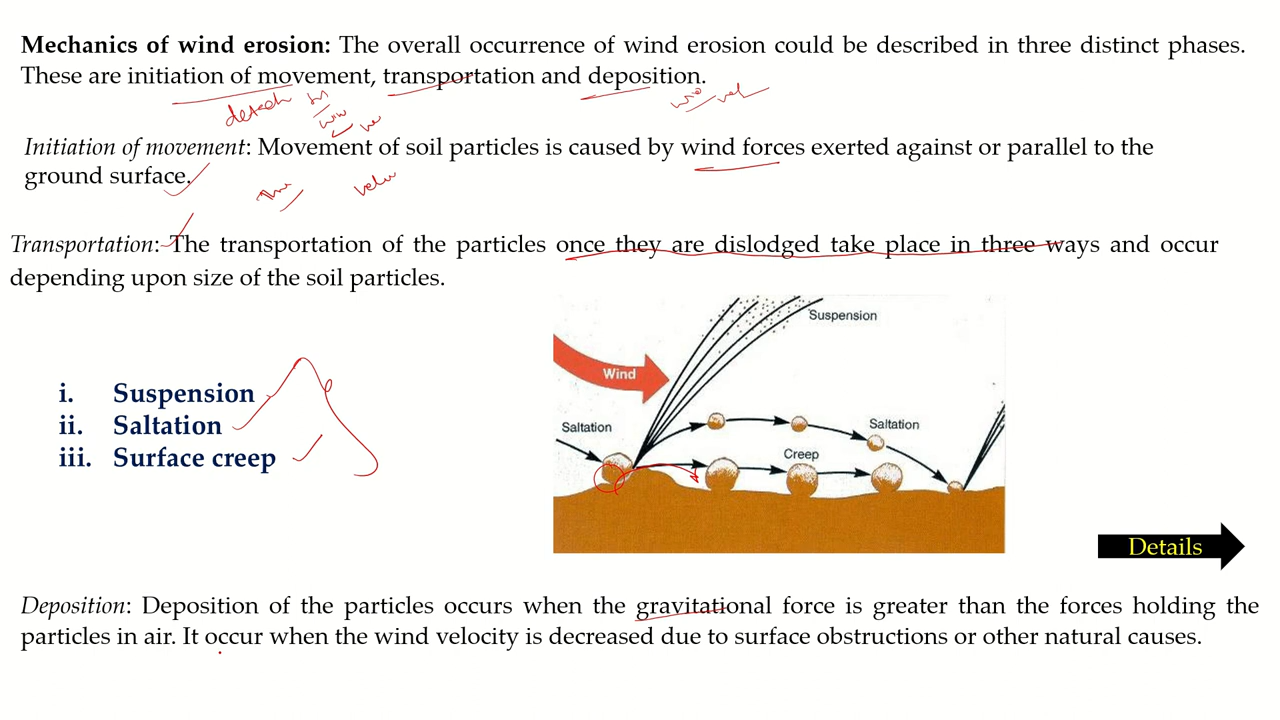 Mechanics of wind erosion: The overall occurrence of wind erosion could be described in three distinct phases.
These are initiation of movement, transportation and deposition.
detach
Initiation of movement: Movement of soil particles is caused by wind forces exerted against or parallel to the
ground surface.
Transportation: The transportation of the particles once they are dislodged take place in three ways and occur
depending upon size of the soil particles.
Suspension
Wind
i. Suspension
ii. Saltation
iii. Surface creep
Saltation
Saltation
Creep
Details
Deposition: Deposition of the particles occurs when the gravitational force is greater than the forces holding the
particles in air. It occur when the wind velocity is decreased due to surface obstructions or other natural causes.